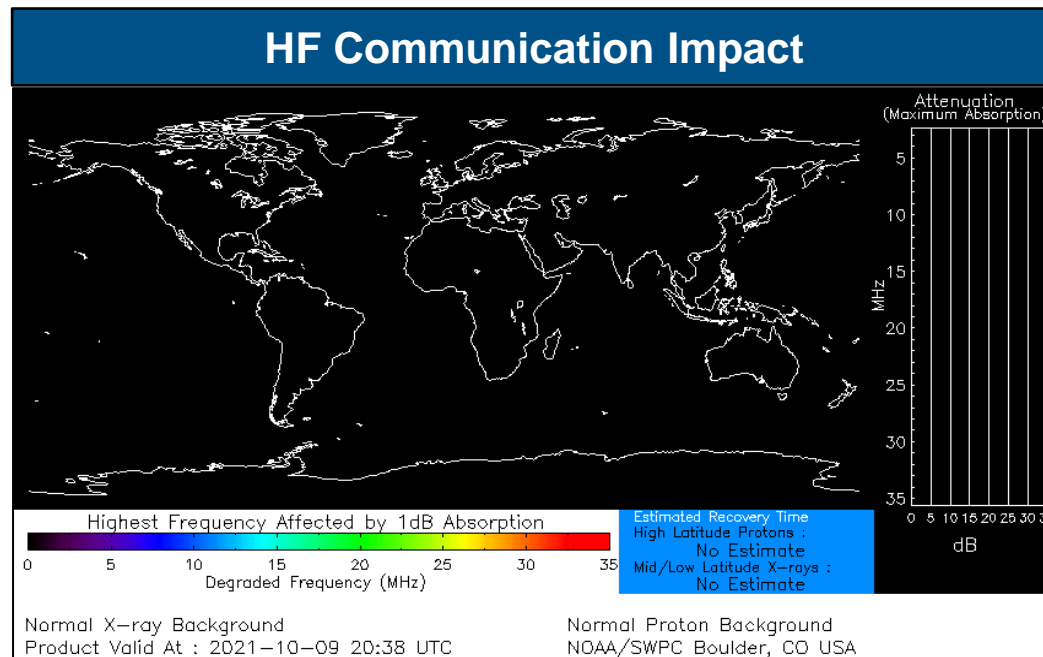 HF Communication Impact
Attenuation
(Maximum Absorption)
5
10
15
20
25
30
35
MHz
0 5 10 15 20 25 30
dB
Highest Frequency Affected by 1dB Absorption
0 5 10 15 20 25 30 35
Degraded Frequency (MHz)
Estimated Recovery Time
High Latitude Protons :
No Estimate
Mid/Low Latitude X-rays :
No Estimate
Normal X-ray Background
Product Valid At : 2021-10-09 20:38 UTC
Normal Proton Background
NOAA/SWPC Boulder, CO USA